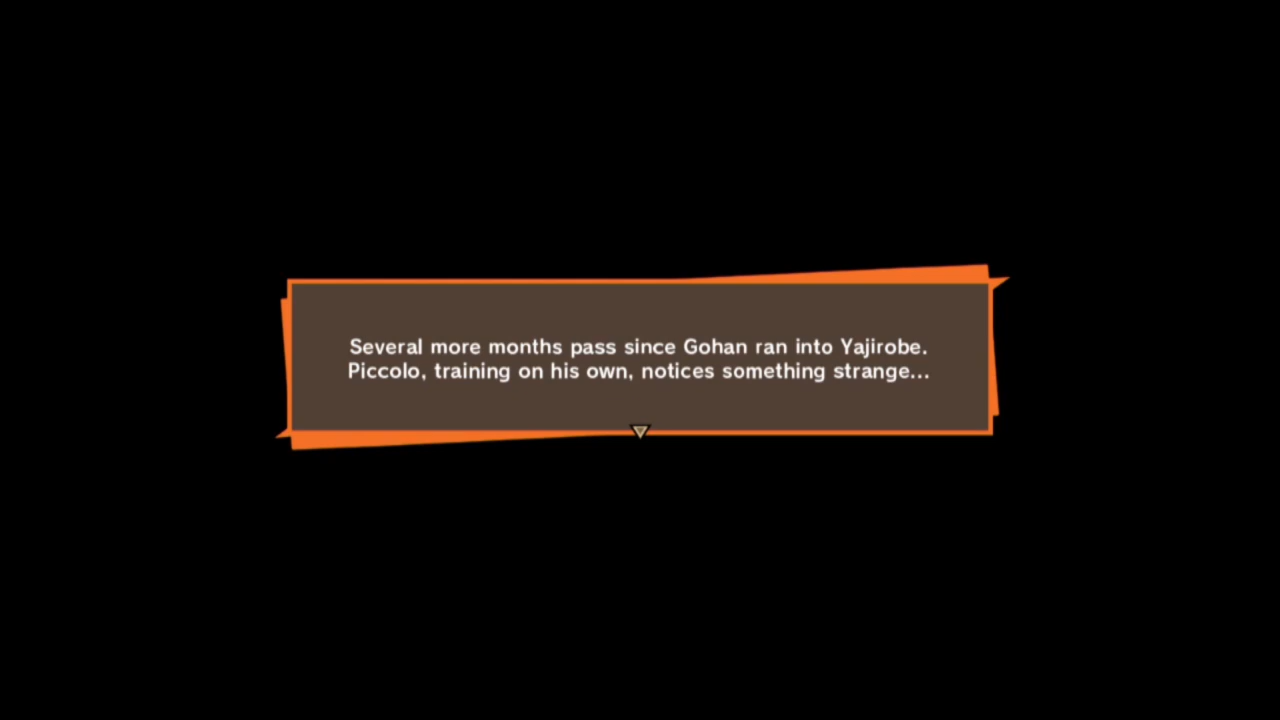 Several more months pass since Gohan ran into Yajirobe.
Piccolo, training on his own, notices something strange...